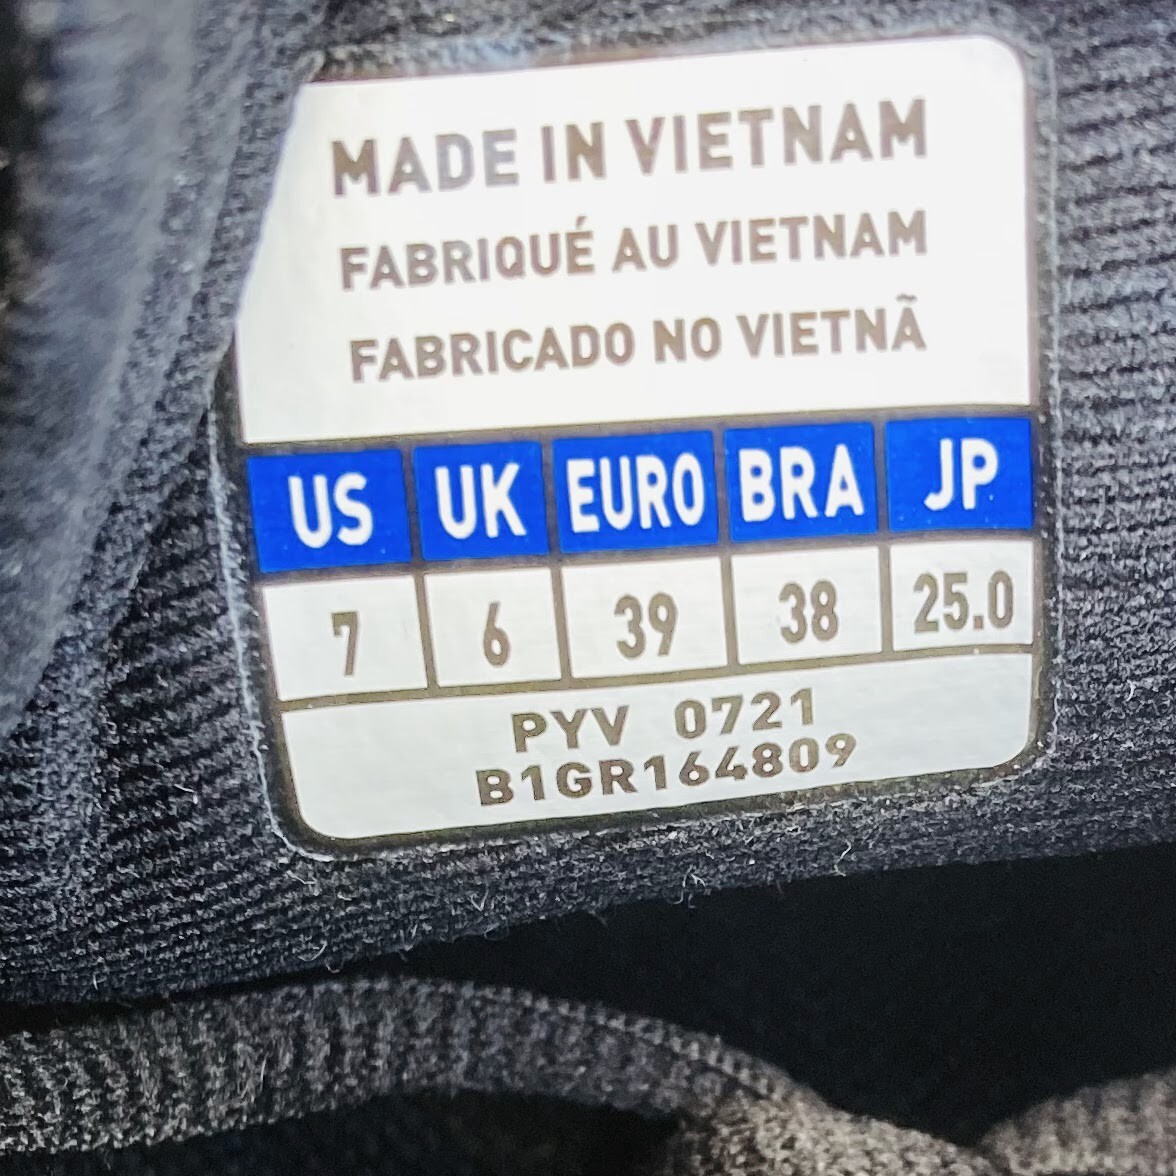 MADE IN VIETNAM
FABRIQUÉ AU VIETNAM
FABRICADO NO VIETNÃ
US UK EURO BRA JP
7 6 39 38 25.0
PYV 0721
B1GR164809